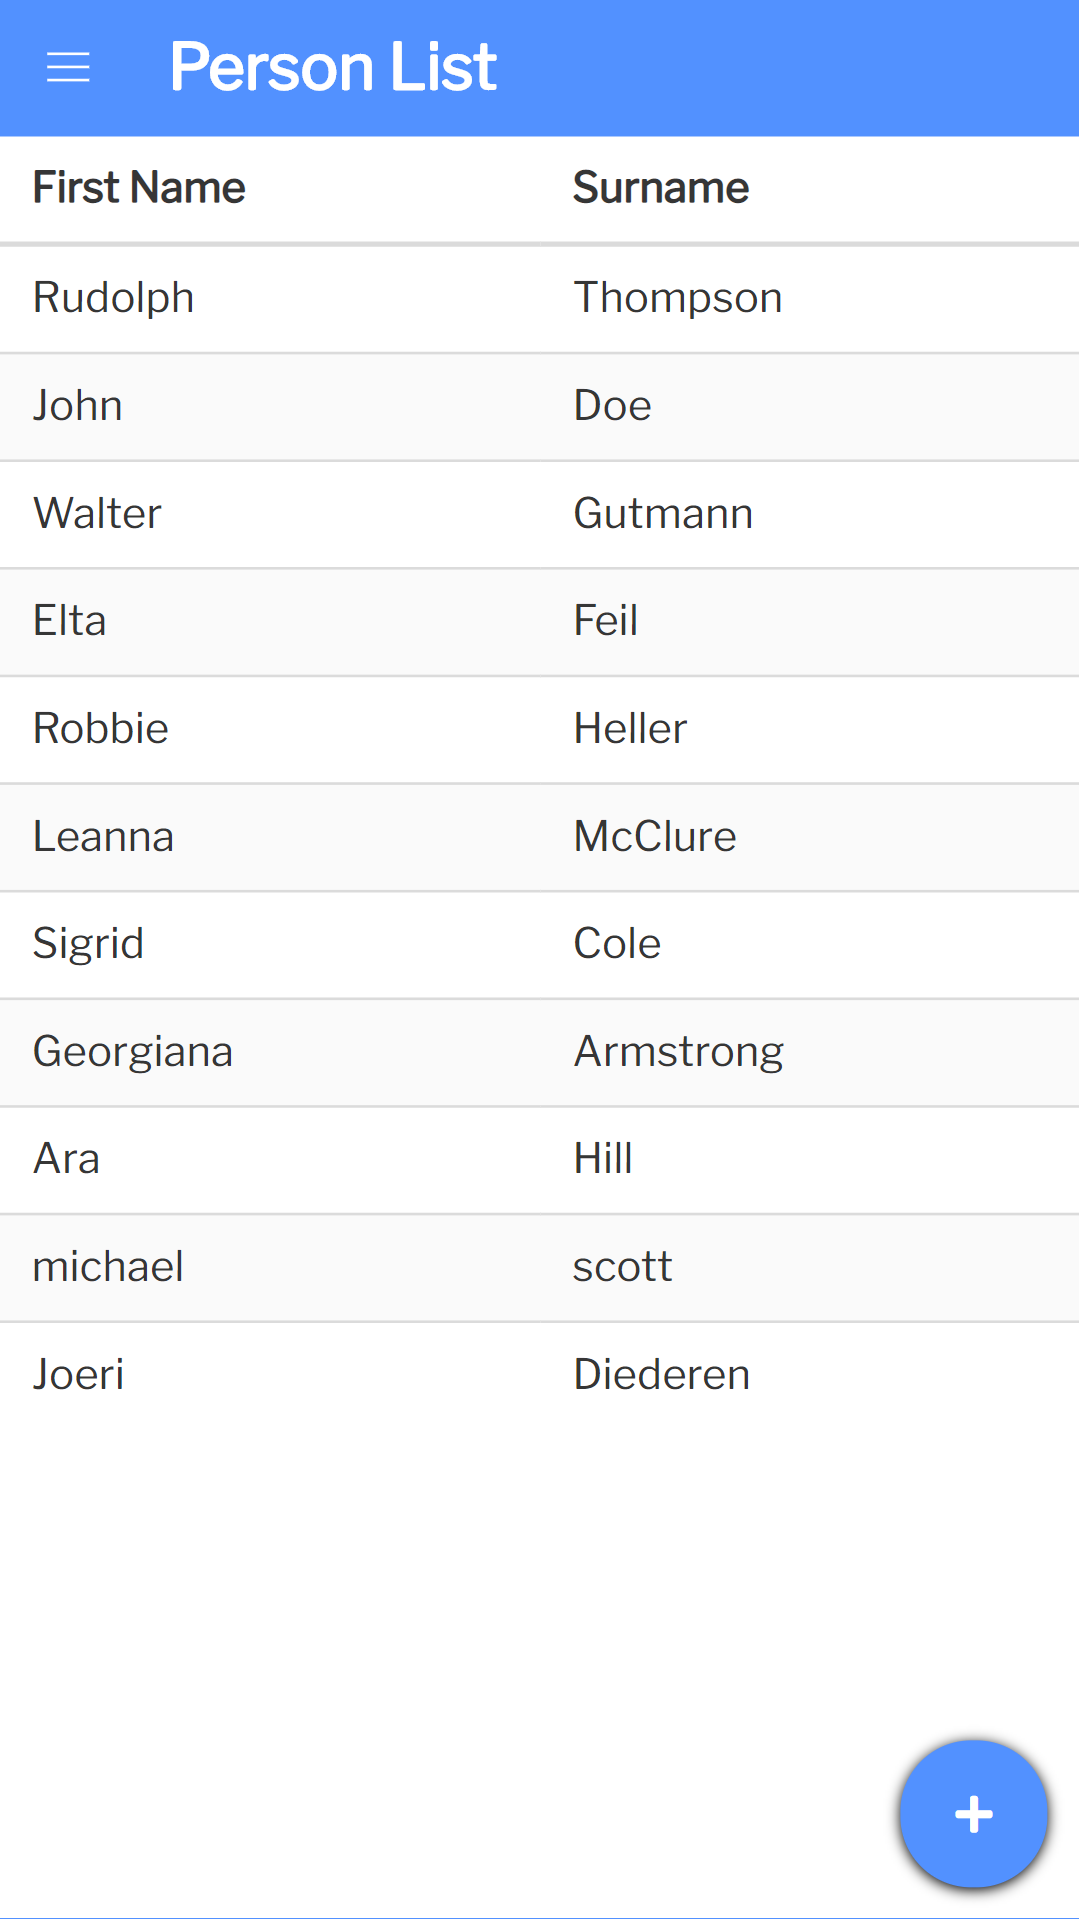 Person List
First Name Surname
Rudolph Thompson
John Doe
Walter Gutmann
Elta Feil
Robbie Heller
Leanna McClure
Sigrid Cole
Georgiana Armstrong
Ara Hill
michael scott
Joeri Diederen